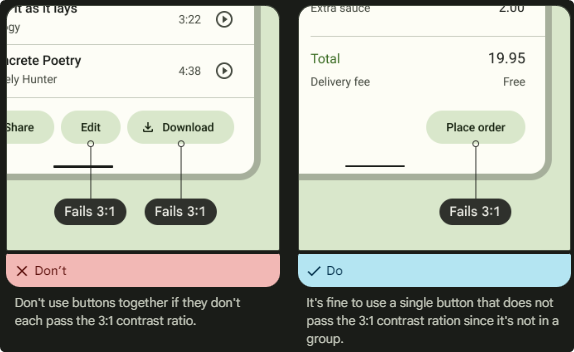 it as it lays
ogy
3:22
ncrete Poetry
ely Hunter
4:38
Share
Edit
Download
Fails 3:1
Fails 3:1
Don't
Don't use buttons together if they don't
each pass the 3:1 contrast ratio.
Extra sauce
2.00
Total
19.95
Delivery fee
Free
Place order
Fails 3:1
Do
It's fine to use a single button that does not
pass the 3:1 contrast ration since it's not in a
group.